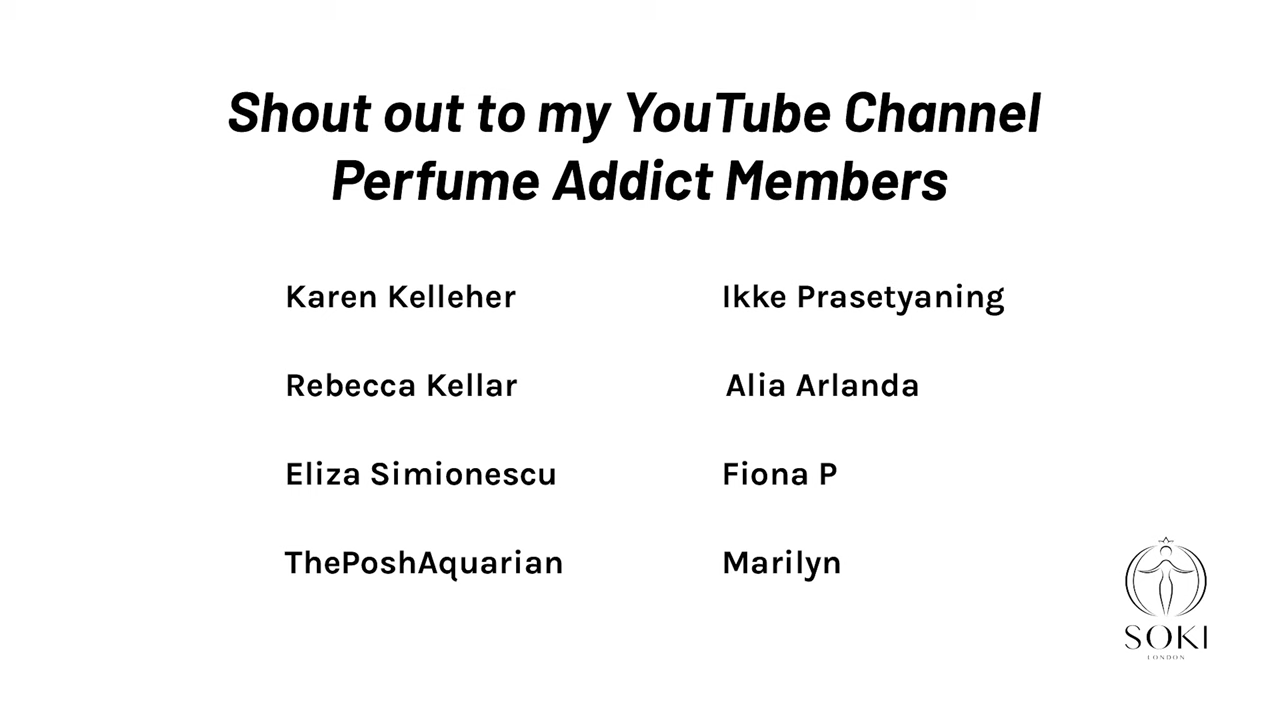 Shout out to my YouTube Channel
Perfume Addict Members
Karen Kelleher
Ikke Prasetyaning
Rebecca Kellar
Alia Arlanda
Eliza Simionescu
Fiona P
ThePoshAquarian
Marilyn
SOKI
LONDON